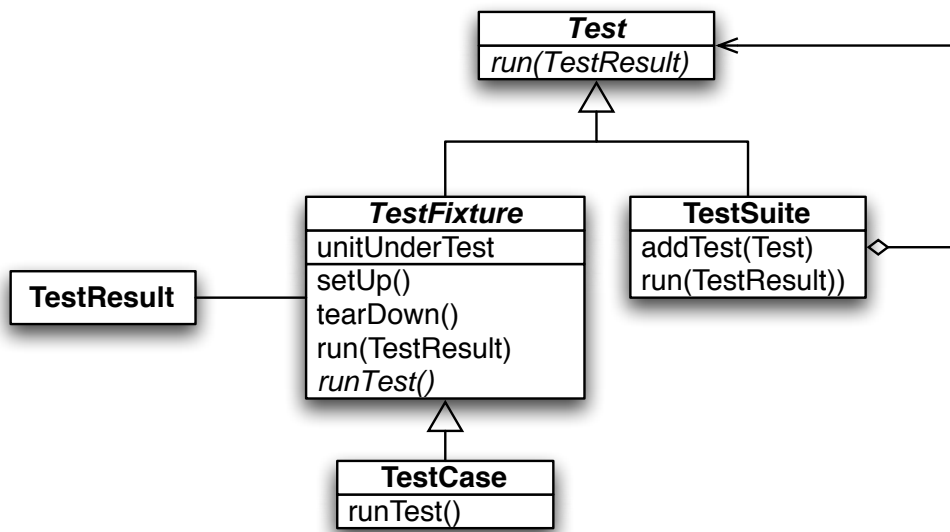 Test
run(TestResult)
TestFixture
unitUnderTest
setUp()
tearDown()
run(TestResult)
runTest()
TestSuite
addTest(Test)
run(TestResult))
TestResult
TestCase
runTest()